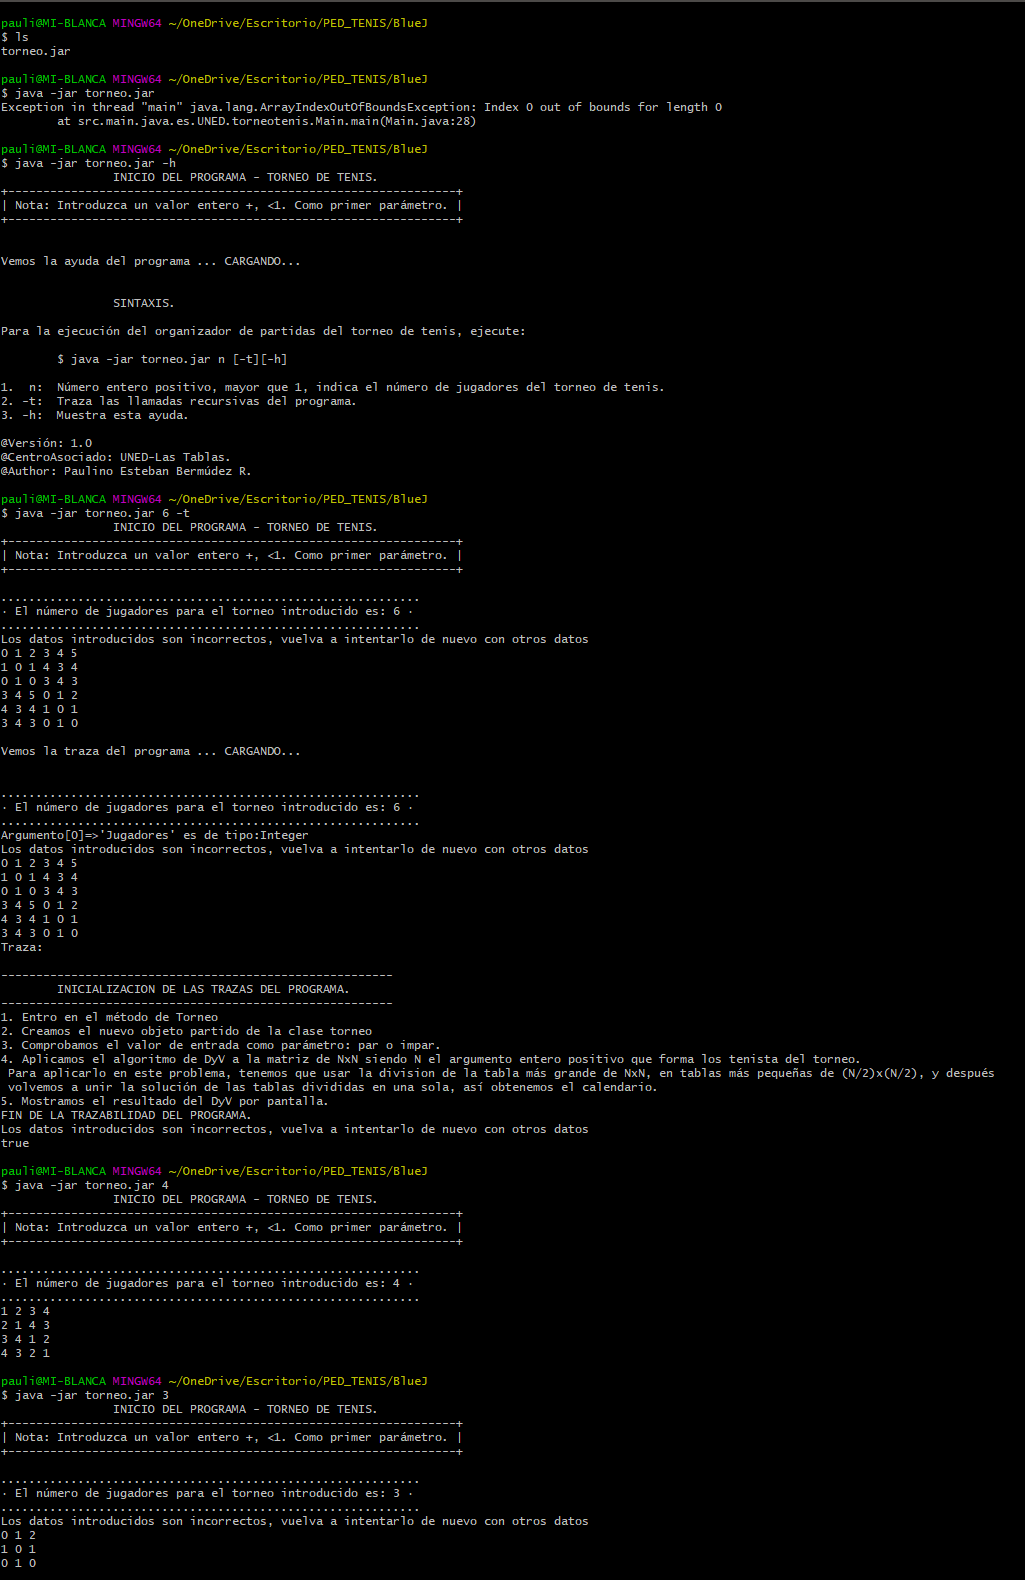 pauli@MI-BLANCA MINGW64 ~/OneDrive/Escritorio/PED_TENIS/BlueJ
$ ls
torneo.jar
pauli@MI-BLANCA MINGW64 ~/OneDrive/Escritorio/PED_TENIS/BlueJ
$ java -jar torneo.jar
Exception in thread "main" java.lang.ArrayIndexOutOfBoundsException: Index 0 out of bounds for length 0
        at src.main.java.es.UNED.torneotenis.Main.main(Main.java:28)
pauli@MI-BLANCA MINGW64 ~/OneDrive/Escritorio/PED_TENIS/BlueJ
$ java -jar torneo.jar -h
                INICIO DEL PROGRAMA - TORNEO DE TENIS.
+------------------------------------------------------------+
| Nota: Introduzca un valor entero +, <1. Como primer parámetro. |
+------------------------------------------------------------+
Vemos la ayuda del programa ... CARGANDO...
                SINTAXIS.
Para la ejecución del organizador de partidas del torneo de tenis, ejecute:
        $ java -jar torneo.jar n [-t][-h]
1.  n:  Número entero positivo, mayor que 1, indica el número de jugadores del torneo de tenis.
2. -t:  Traza las llamadas recursivas del programa.
3. -h:  Muestra esta ayuda.
@Versión: 1.0
@CentroAsociado: UNED-Las Tablas.
@Author: Paulino Esteban Bermúdez R.
pauli@MI-BLANCA MINGW64 ~/OneDrive/Escritorio/PED_TENIS/BlueJ
$ java -jar torneo.jar 6 -t
                INICIO DEL PROGRAMA - TORNEO DE TENIS.
+------------------------------------------------------------+
| Nota: Introduzca un valor entero +, <1. Como primer parámetro. |
+------------------------------------------------------------+
............................................................
· El número de jugadores para el torneo introducido es: 6 ·
............................................................
Los datos introducidos son incorrectos, vuelva a intentarlo de nuevo con otros datos
0 1 2 3 4 5
1 0 1 4 3 4
0 1 0 3 4 3
3 4 5 0 1 2
4 3 4 1 0 1
3 4 3 0 1 0
Vemos la traza del programa ... CARGANDO...
............................................................
· El número de jugadores para el torneo introducido es: 6 ·
............................................................
Argumento[0]=>'Jugadores' es de tipo:Integer
Los datos introducidos son incorrectos, vuelva a intentarlo de nuevo con otros datos
0 1 2 3 4 5
1 0 1 4 3 4
0 1 0 3 4 3
3 4 5 0 1 2
4 3 4 1 0 1
3 4 3 0 1 0
Traza:
--------------------------------------------------------
        INICIALIZACION DE LAS TRAZAS DEL PROGRAMA.
--------------------------------------------------------
1. Entro en el método de Torneo
2. Creamos el nuevo objeto partido de la clase torneo
3. Comprobamos el valor de entrada como parámetro: par o impar.
4. Aplicamos el algoritmo de DyV a la matriz de NxN siendo N el argumento entero positivo que forma los tenista del torneo.
 Para aplicarlo en este problema, tenemos que usar la division de la tabla más grande de NxN, en tablas más pequeñas de (N/2)x(N/2), y después
 volvemos a unir la solución de las tablas divididas en una sola, así obtenemos el calendario.
5. Mostramos el resultado del DyV por pantalla.
FIN DE LA TRAZABILIDAD DEL PROGRAMA.
Los datos introducidos son incorrectos, vuelva a intentarlo de nuevo con otros datos
true
pauli@MI-BLANCA MINGW64 ~/OneDrive/Escritorio/PED_TENIS/BlueJ
$ java -jar torneo.jar 4
                INICIO DEL PROGRAMA - TORNEO DE TENIS.
+------------------------------------------------------------+
| Nota: Introduzca un valor entero +, <1. Como primer parámetro. |
+------------------------------------------------------------+
............................................................
· El número de jugadores para el torneo introducido es: 4 ·
............................................................
1 2 3 4
2 1 4 3
3 4 1 2
4 3 2 1
pauli@MI-BLANCA MINGW64 ~/OneDrive/Escritorio/PED_TENIS/BlueJ
$ java -jar torneo.jar 3
                INICIO DEL PROGRAMA - TORNEO DE TENIS.
+------------------------------------------------------------+
| Nota: Introduzca un valor entero +, <1. Como primer parámetro. |
+------------------------------------------------------------+
............................................................
· El número de jugadores para el torneo introducido es: 3 ·
............................................................
Los datos introducidos son incorrectos, vuelva a intentarlo de nuevo con otros datos
0 1 2
1 0 1
0 1 0